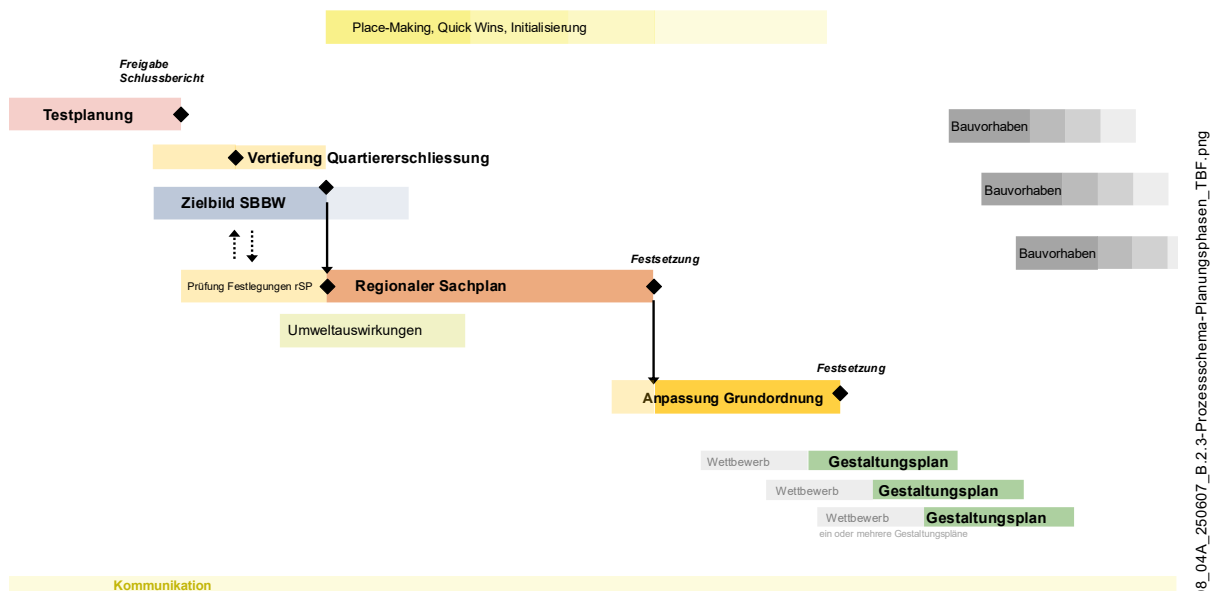 Place-Making, Quick Wins, Initialisierung
Freigabe
Schlussbericht
Testplanung
Bauvorhaben
Vertiefung Quartiererschliessung
Zielbild SBBW
Bauvorhaben
Bauvorhaben
Festsetzung
Prüfung Festlegungen rSP
Regionaler Sachplan
Umweltauswirkungen
Festsetzung
Anpassung Grundordnung
Wettbewerb
Gestaltungsplan
Wettbewerb
Gestaltungsplan
Wettbewerb
Gestaltungsplan
ein oder mehrere Gestaltungspläne
Kommunikation
8_04A_250607_B.2.3-Prozessschema-Planungsphasen_TBF.png